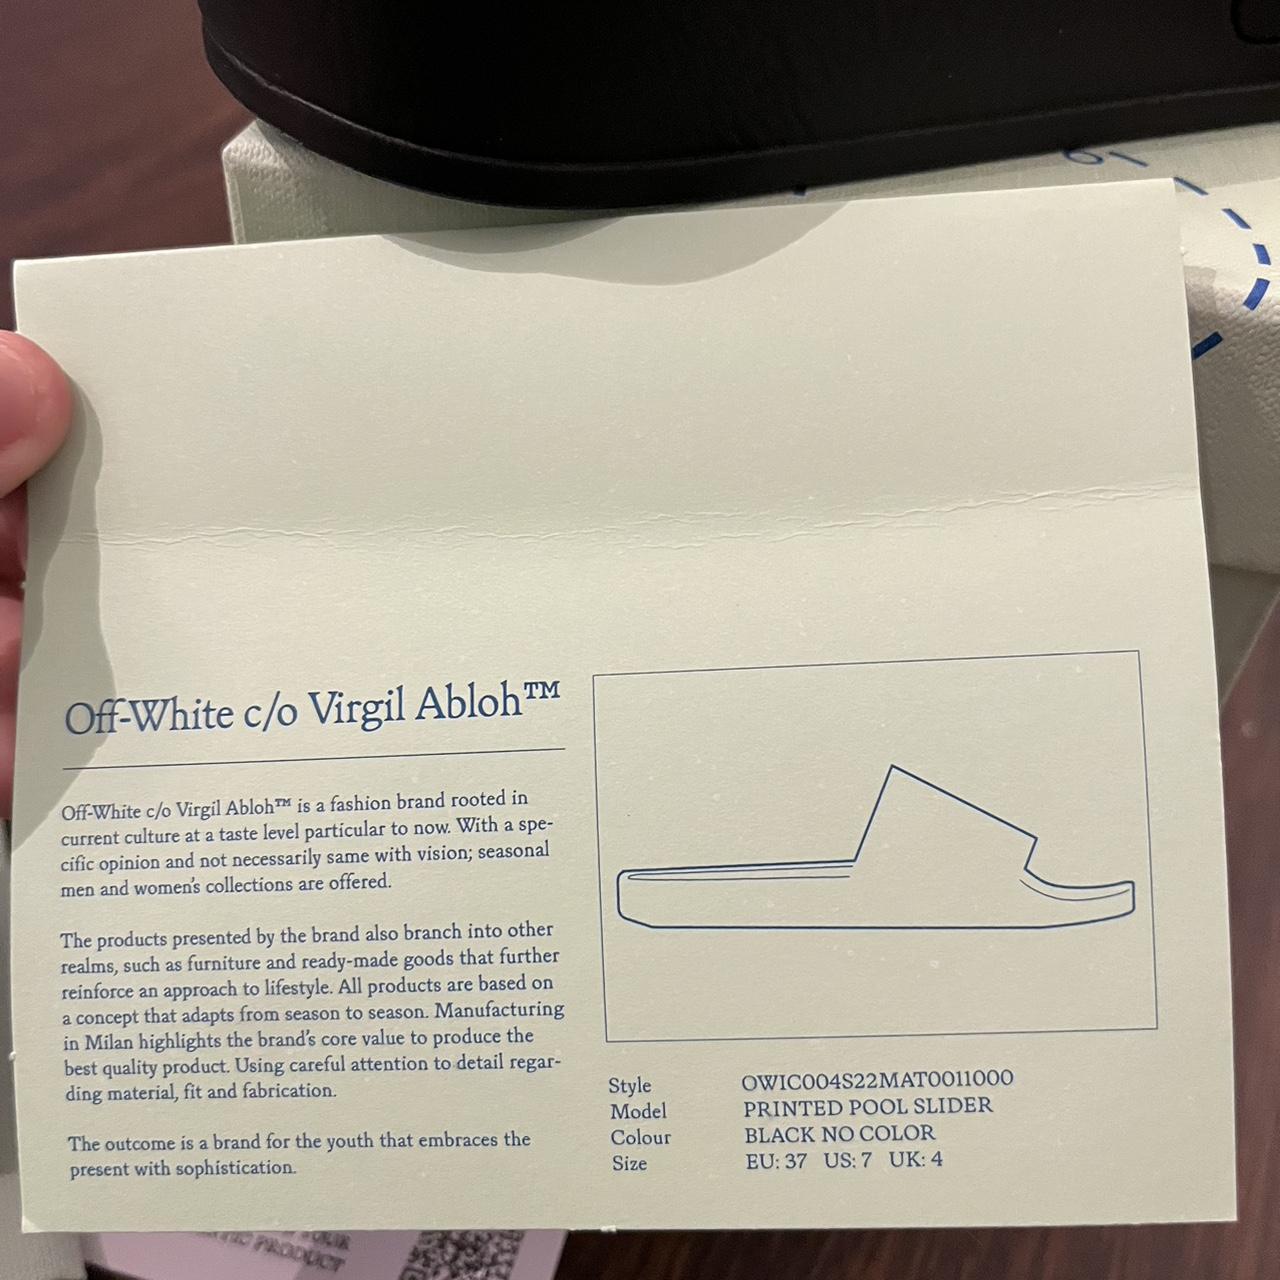 Off-White c/o Virgil Abloh™
Off-White c/o Virgil Abloh™ is a fashion brand rooted in
current culture at a taste level particular to now. With a spe-
cific opinion and not necessarily same with vision; seasonal
men and women's collections are offered.
The products presented by the brand also branch into other
realms, such as furniture and ready-made goods that further
reinforce an approach to lifestyle. All products are based on
a concept that adapts from season to season. Manufacturing
in Milan highlights the brand's core value to produce the
best quality product. Using careful attention to detail regar-
ding material, fit and fabrication.
The outcome is a brand for the youth that embraces the
present with sophistication.
Style OWIC004S22MAT0011000
Model PRINTED POOL SLIDER
Colour BLACK NO COLOR
Size EU: 37 US: 7 UK: 4
PRODUCT